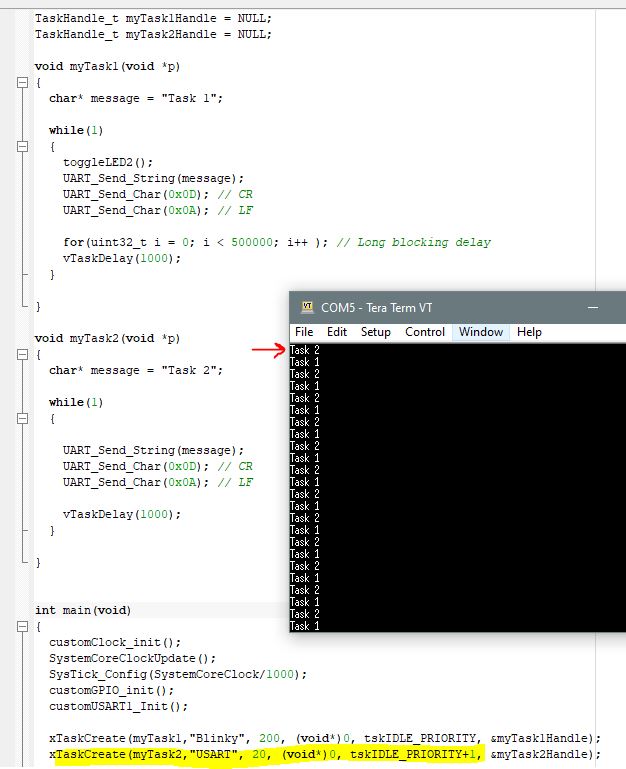 TaskHandle_t myTask1Handle = NULL;
TaskHandle_t myTask2Handle = NULL;
void myTask1(void *p)
{
char* message = "Task 1";
while(1)
{
toggleLED2();
UART_Send_String(message);
UART_Send_Char(0x0D); // CR
UART_Send_Char(0x0A); // LF
for(uint32_t i = 0; i < 500000; i++ ); // Long blocking delay
vTaskDelay(1000);
}
}
void myTask2(void *p)
{
char* message = "Task 2";
while(1)
{
UART_Send_String(message);
UART_Send_Char(0x0D); // CR
UART_Send_Char(0x0A); // LF
vTaskDelay(1000);
}
}
int main(void)
{
customClock_init();
SystemCoreClockUpdate();
SysTick_Config(SystemCoreClock/1000);
customGPIO_init();
customUSART1_Init();
xTaskCreate(myTask1,"Blinky", 200, (void*)0, tskIDLE_PRIORITY, &myTask1Handle);
xTaskCreate(myTask2,"USART", 20, (void*)0, tskIDLE_PRIORITY+1, &myTask2Handle);
VT
COM5 - Tera Term VT
File Edit Setup Control Window Help
Task 2
Task 1
Task 2
Task 1
Task 2
Task 1
Task 2
Task 1
Task 2
Task 1
Task 2
Task 1
Task 2
Task 1
Task 2
Task 1
Task 2
Task 1
Task 2
Task 1
Task 2
Task 1
Task 2
Task 1